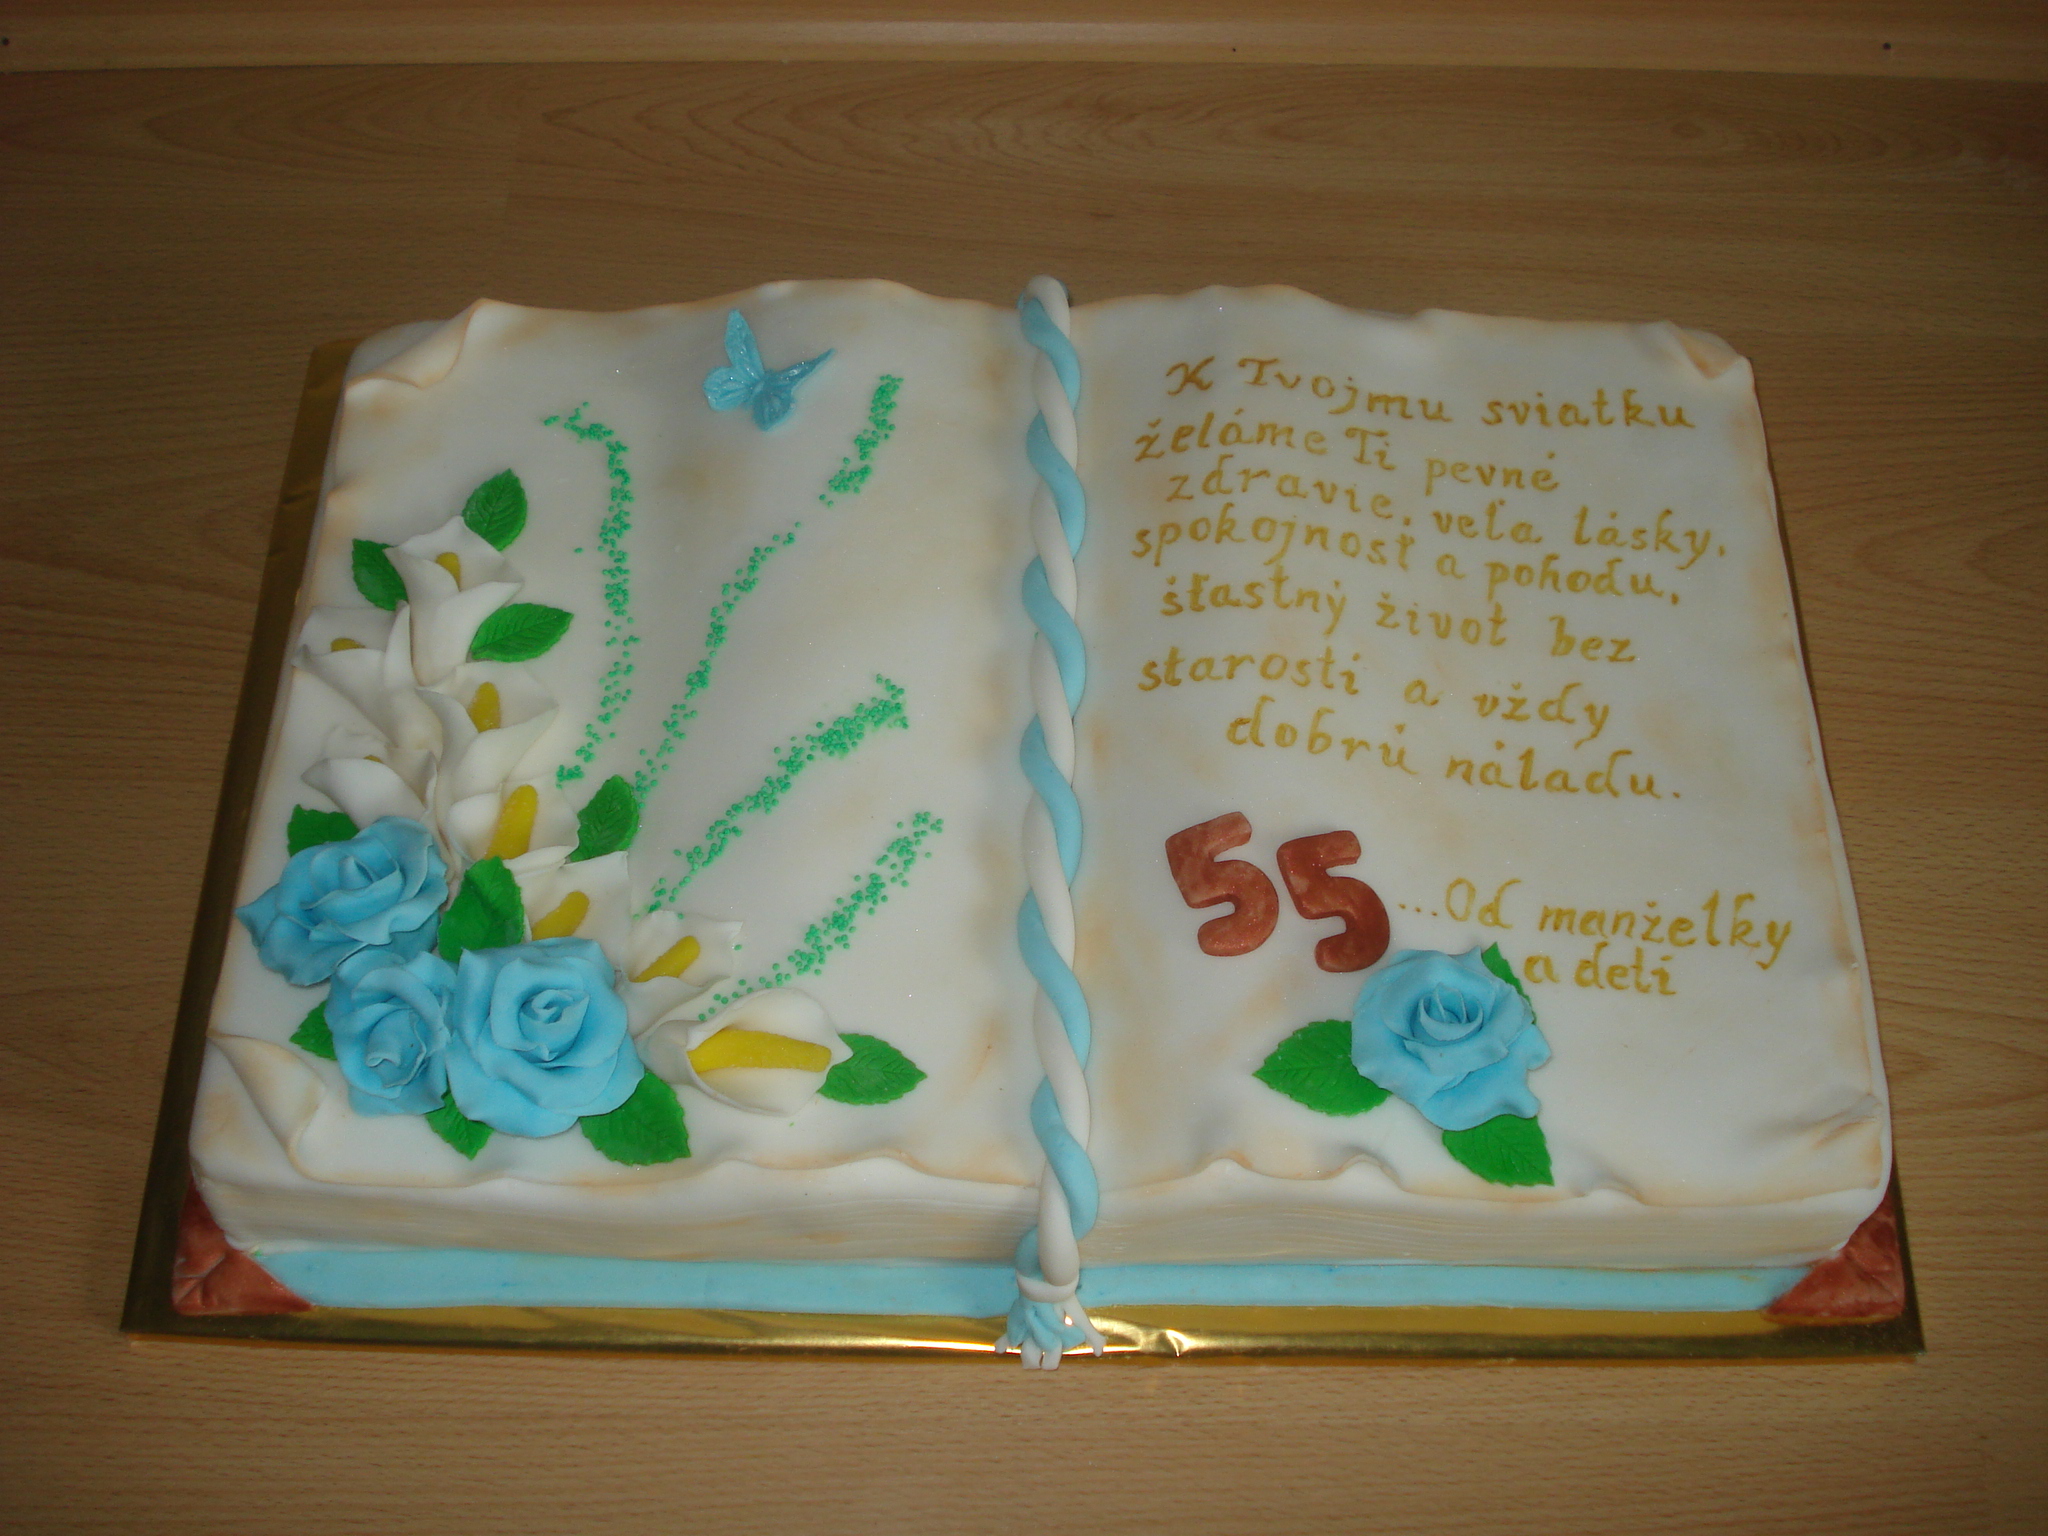 K Tvojmu sviatku
želáme Ti pevné
zdravie, veľa lásky,
spokojnosť a pohodu,
šťastný život bez
starosti a vždy
dobrú náladu.
55 ...Od manželky
a deti